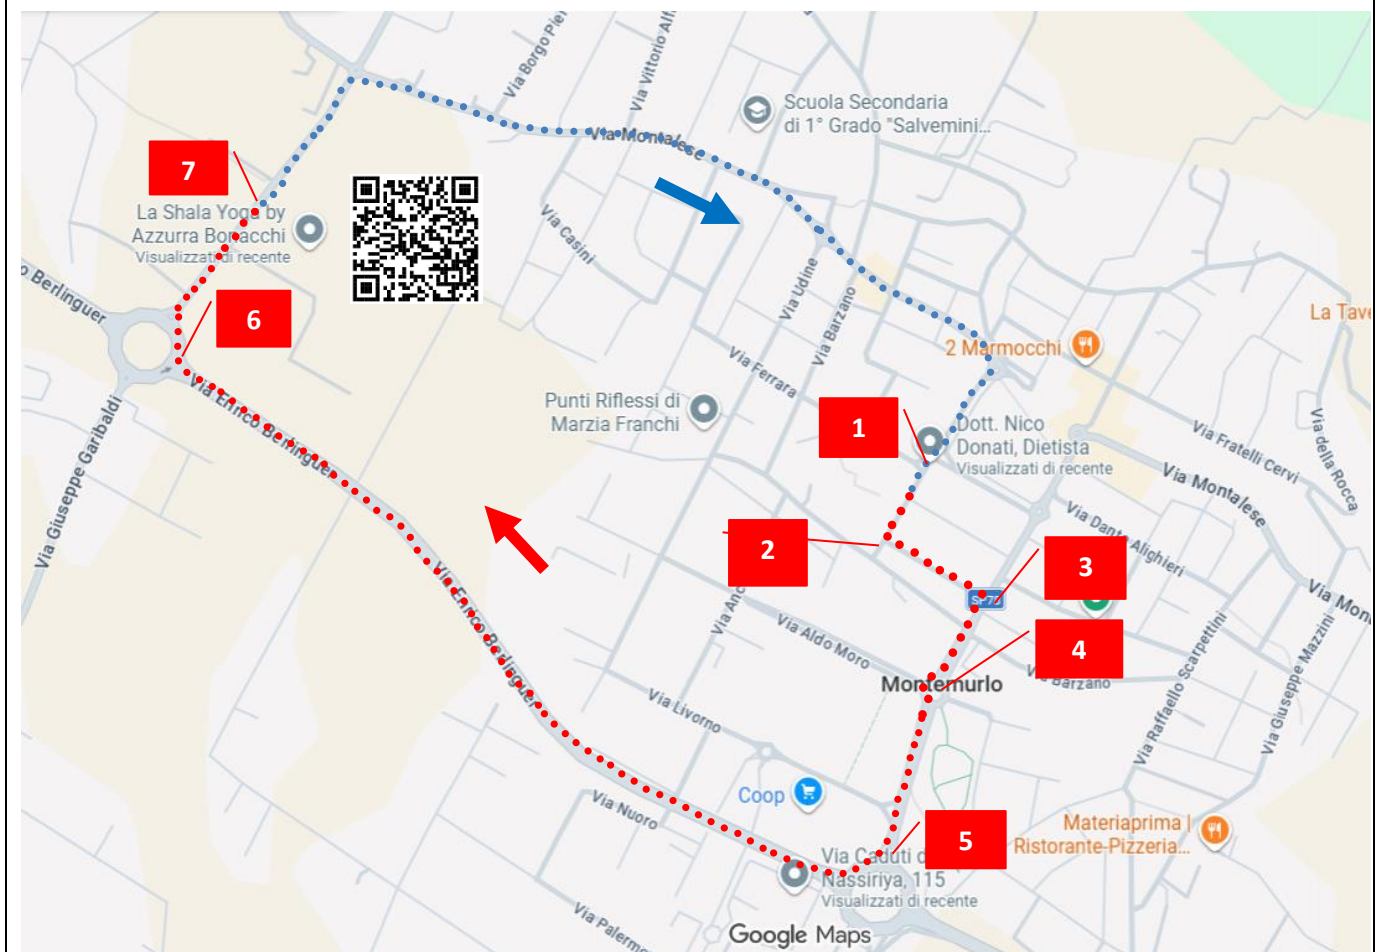 Via Borgo Pier
Via Vittorio Alf
Scuola Secondaria
di 1° Grado "Salvemini...
Via Montalese
7
La Shala Yoga by
Azzurra Bonacchi
Visualizzati di recente
o Berlinguer
6
Via Casini
Via Udine
Via Barzano
La Tave
2 Marmocchi
Via Ferrara
Punti Riflessi di
Marzia Franchi
1
Dott. Nico
Donati, Dietista
Visualizzati di recente
Via Fratelli Cervi
Via della Rocca
Via Montalese
Via Giuseppe Garibaldi
Via Enrico Berlinguer
Via Dante Alighieri
2
3
Via Mon
Via Enrico Berlinguer
Via Anc
Via Aldo Moro
4
Montemurlo
Via Barzano
Via Raffaello Scarpettini
Via Giuseppe Mazzini
Via Livorno
Coop
Via Nuoro
5
Materiaprima |
Ristorante-Pizzeria...
Via Caduti d
Nassiriya, 115
Visualizzati di recente
Via Palermo
Google Maps